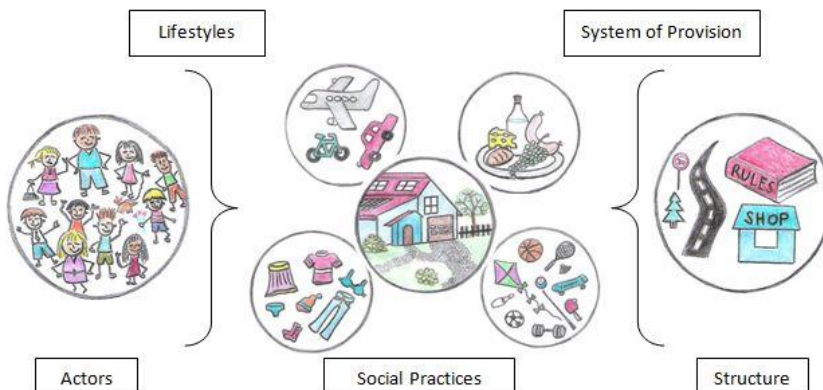 Lifestyles
System of Provision
RULES
SHOP
Actors
Social Practices
Structure